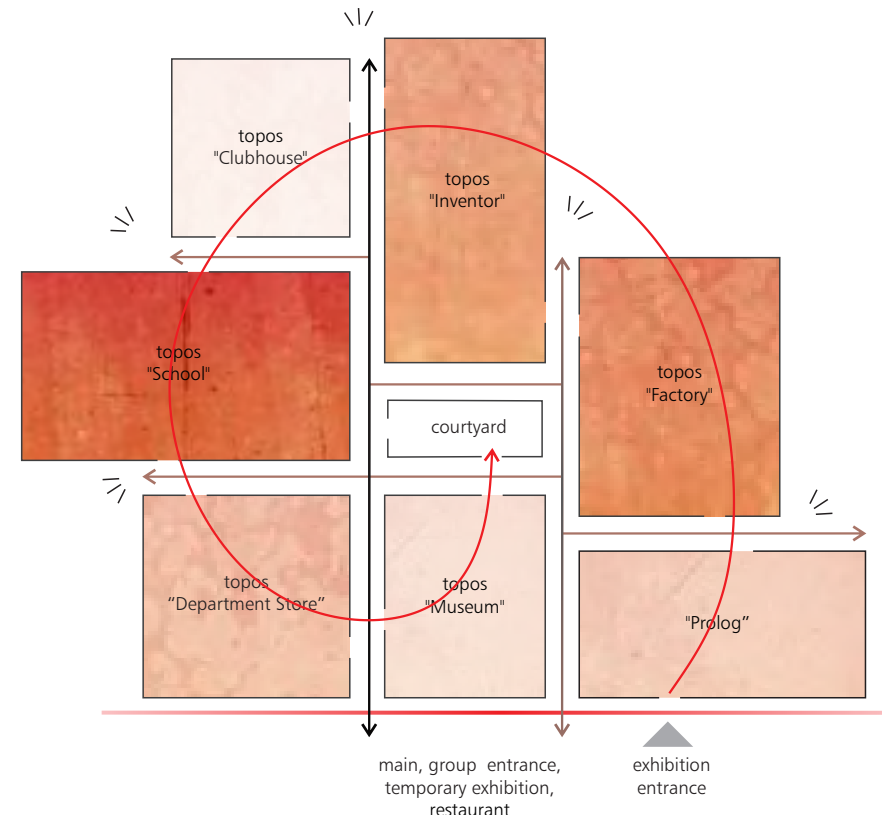 topos
"Clubhouse"
topos
"Inventor"
topos
"School"
topos
"Factory"
courtyard
topos
“Department Store”
topos
"Museum"
"Prolog”
main, group entrance,
temporary exhibition,
restaurant
exhibition
entrance